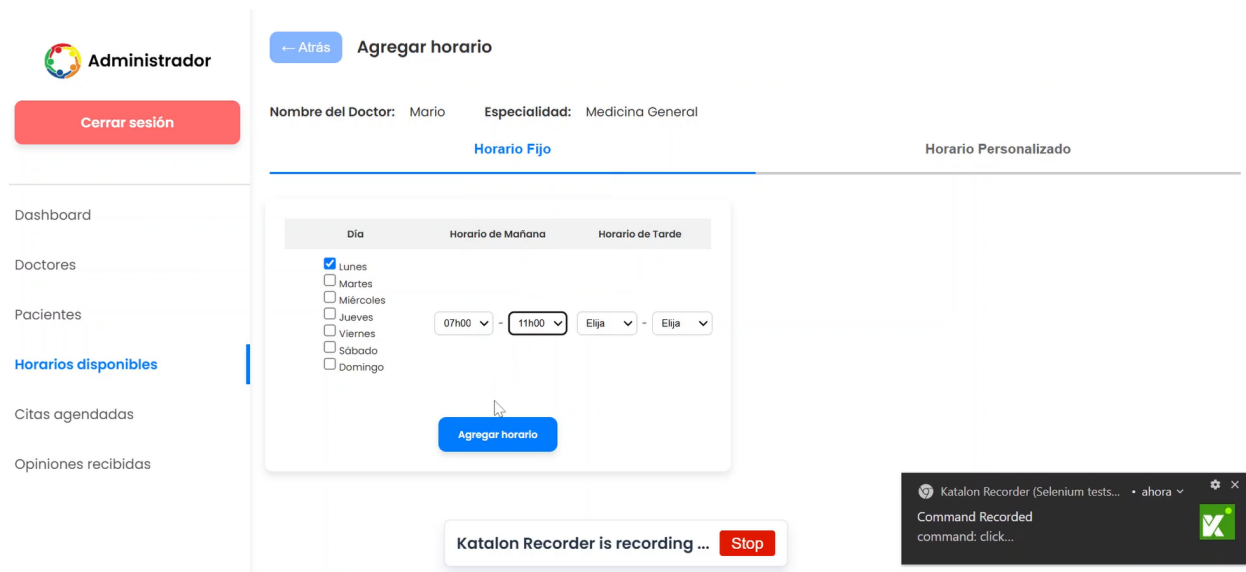 Administrador
Cerrar sesión
Dashboard
Doctores
Pacientes
Horarios disponibles
Citas agendadas
Opiniones recibidas
← Atrás Agregar horario
Nombre del Doctor: Mario Especialidad: Medicina General
Horario Fijo Horario Personalizado
Día Horario de Mañana Horario de Tarde
Lunes
Martes
Miércoles
Jueves
Viernes
Sábado
Domingo
07h00 - 11h00 Elija - Elija
Agregar horario
Katalon Recorder is recording ... Stop
Katalon Recorder (Selenium tests... • ahora
Command Recorded
command: click...